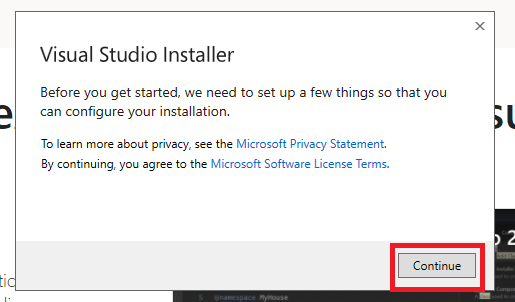 Visual Studio Installer
Before you get started, we need to set up a few things so that you
can configure your installation.
To learn more about privacy, see the Microsoft Privacy Statement.
By continuing, you agree to the Microsoft Software License Terms.
Continue
@namespace MyHouse